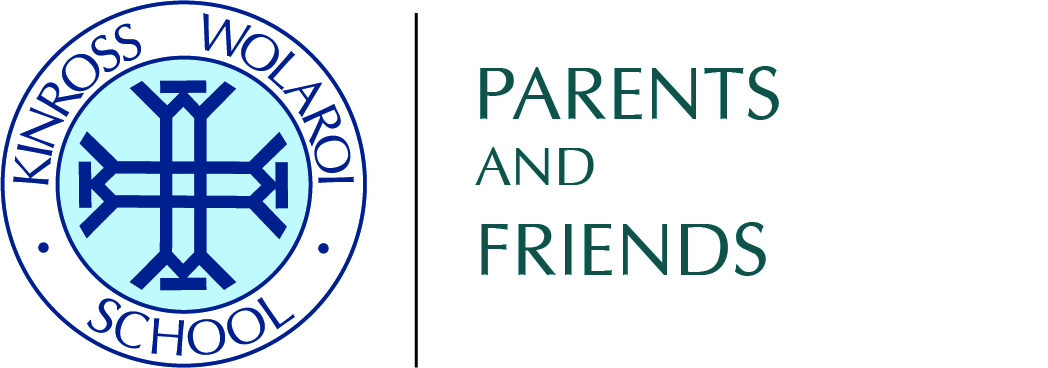 KINROSS WOLAROI
SCHOOL
PARENTS
AND
FRIENDS